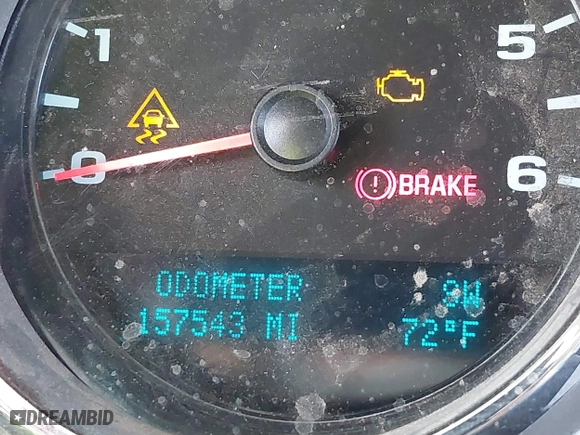 1
5
0
6
BRAKE
ODOMETER
SW
157543 MI
72°F
DREAMBID